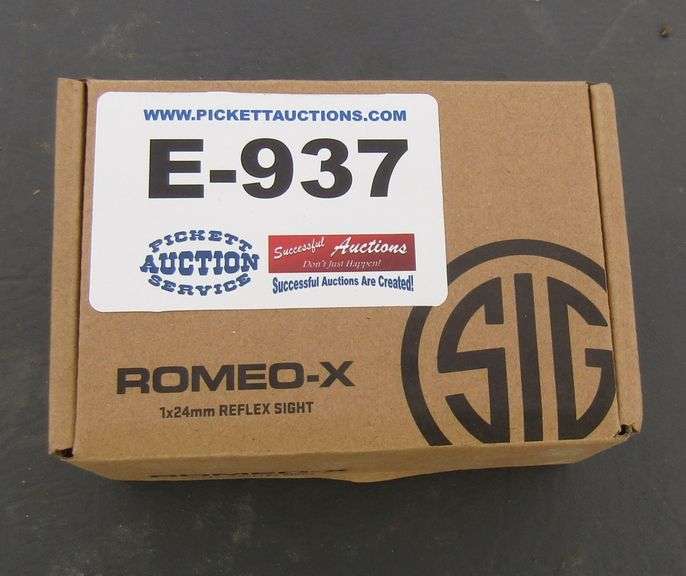 WWW.PICKETTAUCTIONS.COM
E-937
PICKETT
AUCTION
SERVICE
Successful Auctions
Don't Just Happen!
Successful Auctions Are Created!
SIG
ROMEO-X
1x24mm REFLEX SIGHT
ROMEO-X